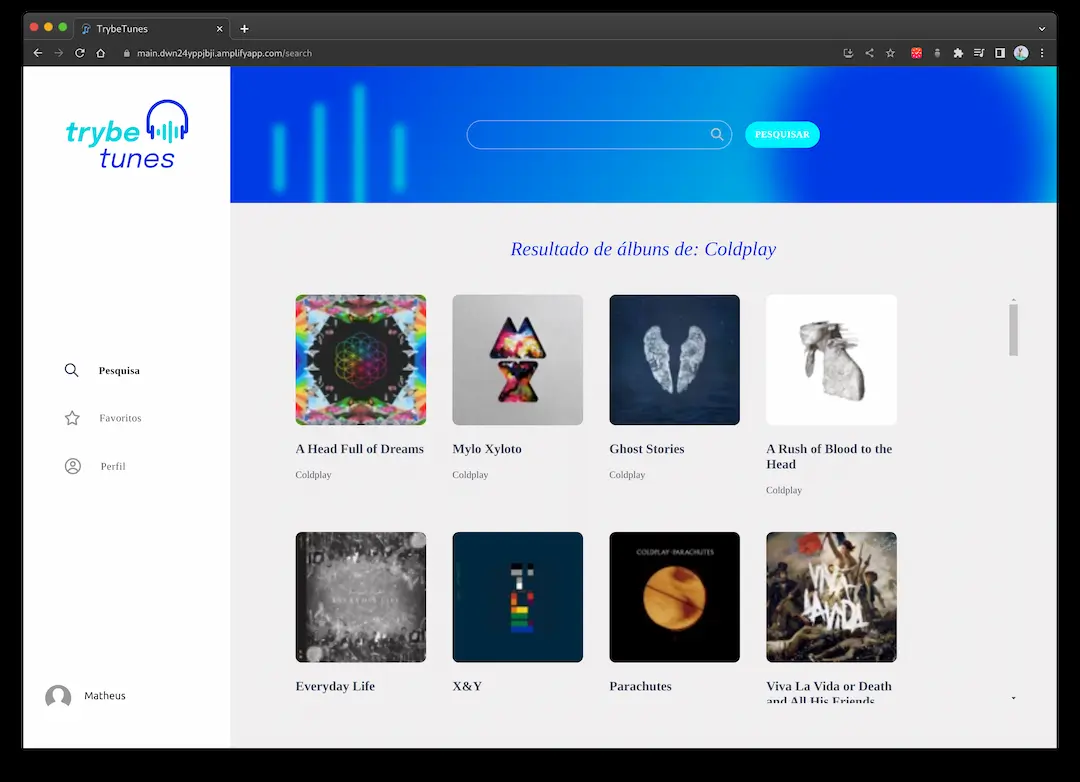 TrybeTunes
main.dwn24yppjbji.amplifyapp.com/search
trybe
tunes
PESQUISAR
Resultado de álbuns de: Coldplay
Pesquisa
Favoritos
Perfil
A Head Full of Dreams
Coldplay
Mylo Xyloto
Coldplay
Ghost Stories
Coldplay
A Rush of Blood to the
Head
Coldplay
EVERYDAY LIFE
COLDPLAY·PARACHUTES
VIVA
LA VIDA
Everyday Life
X&Y
Parachutes
Viva La Vida or Death
and All His Friends
Matheus